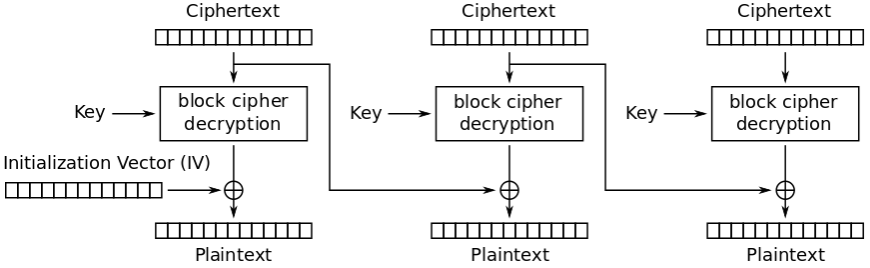 Ciphertext
Ciphertext
Ciphertext
Key
block cipher
decryption
Key
block cipher
decryption
Key
block cipher
decryption
Initialization Vector (IV)
Plaintext
Plaintext
Plaintext